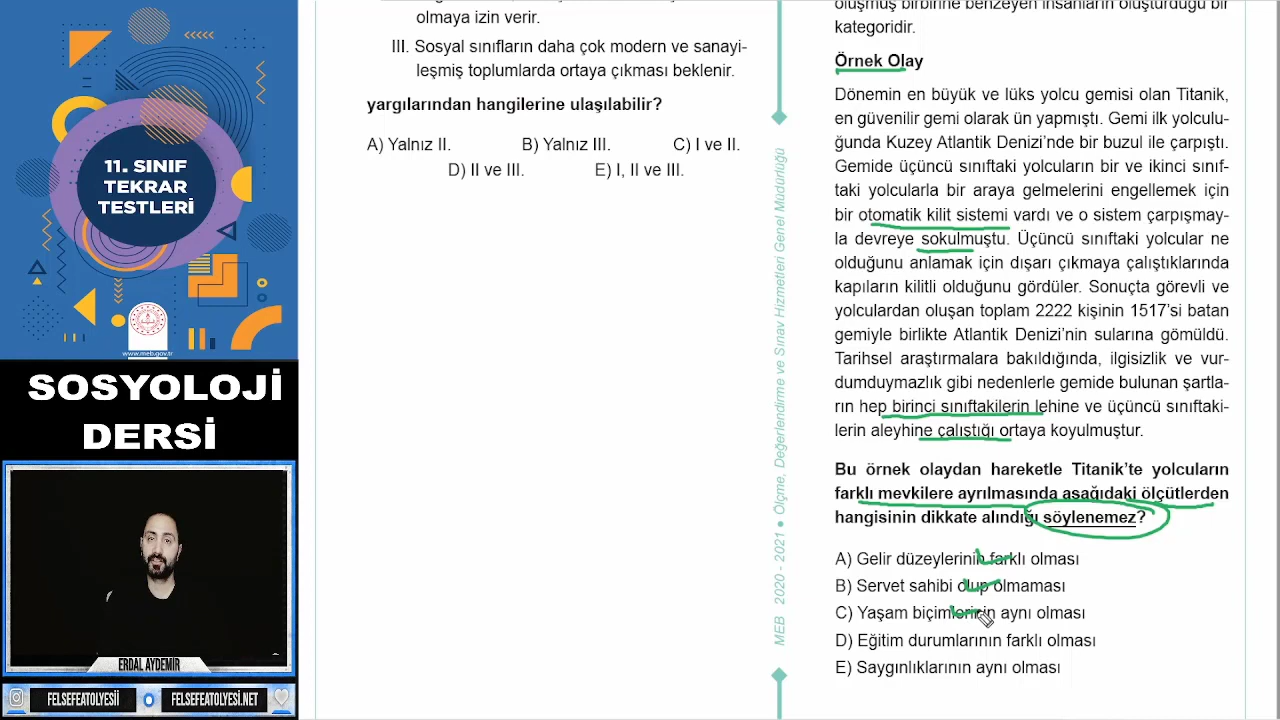 11. SINIF
TEKRAR
TESTLERİ
www.meb.gov.tr
SOSYOLOJİ
DERSİ
ERDAL AYDEMİR
FELSEFEATOLYESİİ
FELSEFEATOLYESİ.NET
olmaya izin verir.
III. Sosyal sınıfların daha çok modern ve sanayi-
leşmiş toplumlarda ortaya çıkması beklenir.
yargılarından hangilerine ulaşılabilir?
A) Yalnız II. B) Yalnız III. C) I ve II.
D) II ve III. E) I, II ve III.
MEB 2020 - 2021 ● Ölçme, Değerlendirme ve Sınav Hizmetleri Genel Müdürlüğü
oluşmuş birbirine benzeyen insanların oluşturduğu bir
kategoridir.
Örnek Olay
Dönemin en büyük ve lüks yolcu gemisi olan Titanik,
en güvenilir gemi olarak ün yapmıştı. Gemi ilk yolculu-
ğunda Kuzey Atlantik Denizi’nde bir buzul ile çarpıştı.
Gemide üçüncü sınıftaki yolcuların bir ve ikinci sınıf-
taki yolcularla bir araya gelmelerini engellemek için
bir otomatik kilit sistemi vardı ve o sistem çarpışmay-
la devreye sokulmuştu. Üçüncü sınıftaki yolcular ne
olduğunu anlamak için dışarı çıkmaya çalıştıklarında
kapıların kilitli olduğunu gördüler. Sonuçta görevli ve
yolculardan oluşan toplam 2222 kişinin 1517’si batan
gemiyle birlikte Atlantik Denizi’nin sularına gömüldü.
Tarihsel araştırmalara bakıldığında, ilgisizlik ve vur-
dumduymazlık gibi nedenlerle gemide bulunan şansla-
rın hep birinci sınıftakilerin lehine ve üçüncü sınıftaki-
lerin aleyhine çalıştığı ortaya koyulmuştur.
Bu örnek olaydan hareketle Titanik’te yolcuların
farklı mevkilere ayrılmasında aşağıdaki ölçütlerden
hangisinin dikkate alındığı söylenemez?
A) Gelir düzeylerinin farklı olması
B) Servet sahibi olup olmaması
C) Yaşam biçimlerinin aynı olması
D) Eğitim durumlarının farklı olması
E) Saygınlıklarının aynı olması